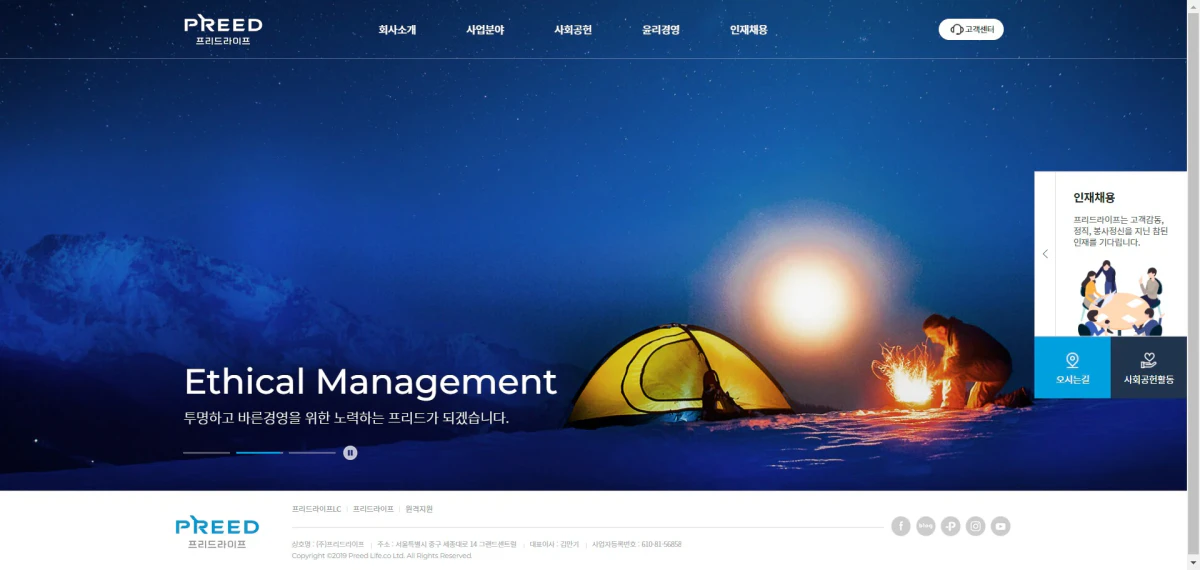 PREED
프리드라이프
회사소개
사업분야
사회공헌
윤리경영
인재채용
고객센터
인재채용
프리드라이프는 고객감동,
정직, 봉사정신을 지닌 참된
인재를 기다립니다.
오시는길
사회공헌활동
Ethical Management
투명하고 바른경영을 위한 노력하는 프리드가 되겠습니다.
PREED
프리드라이프
프리드라이프LC | 프리드라이프 | 원격지원
상호명 : (주)프리드라이프 | 주소 : 서울특별시 중구 세종대로 14 그랜드센트럴 | 대표이사 : 김만기 | 사업자등록번호 : 610-81-56858
Copyright ©2019 Preed Life.co Ltd. All Rights Reserved.
Blog